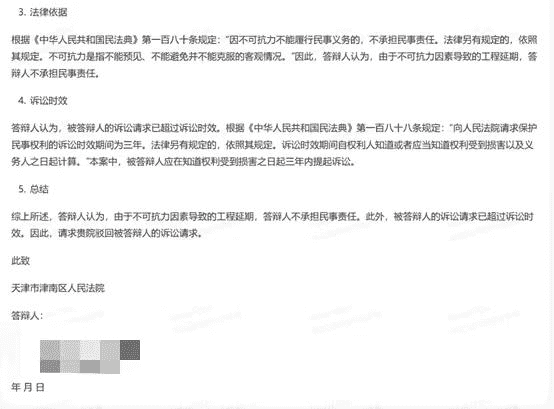 3. 法律依据
根据《中华人民共和国民法典》第一百八十条规定：“因不可抗力不能履行民事义务的，不承担民事责任。法律另有规定的，依照
其规定。不可抗力是指不能预见、不能避免并不能克服的客观情况。”因此，答辩人认为，由于不可抗力因素导致的工程延期，答
辩人不承担民事责任。
4. 诉讼时效
答辩人认为，被答辩人的诉讼请求已超过诉讼时效。根据《中华人民共和国民法典》第一百八十八条规定：“向人民法院请求保护
民事权利的诉讼时效期间为三年。法律另有规定的，依照其规定。诉讼时效期间自权利人知道或者应当知道权利受到损害以及义
务人之日起计算。”本案中，被答辩人应在知道权利受到损害之日起三年内提起诉讼。
5. 总结
综上所述，答辩人认为，由于不可抗力因素导致的工程延期，答辩人不承担民事责任。此外，被答辩人的诉讼请求已超过诉讼时
效。因此，请求贵院驳回被答辩人的诉讼请求。
此致
天津市津南区人民法院
答辩人：
年 月 日